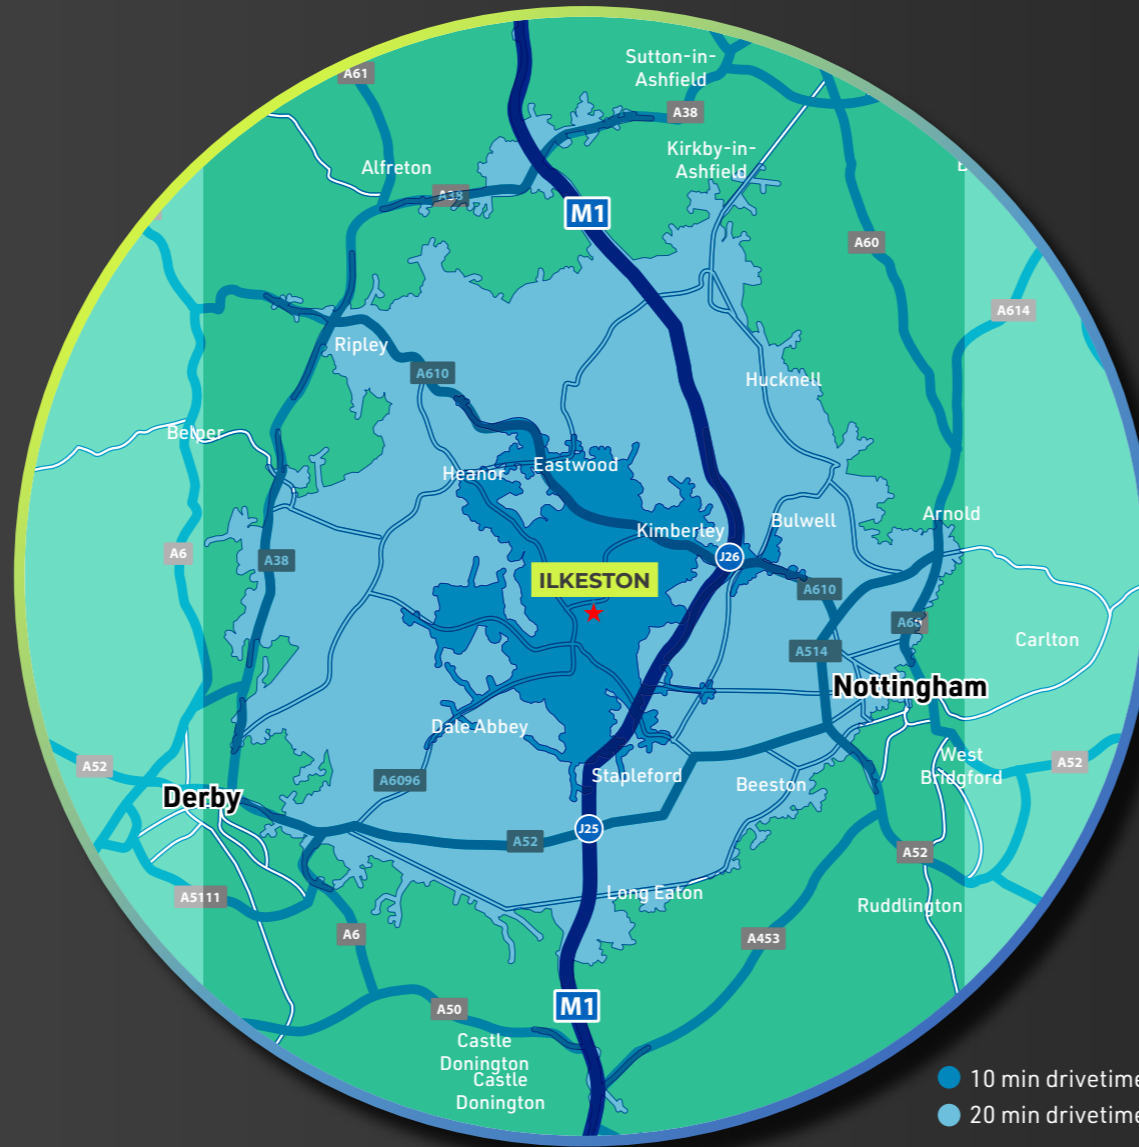 A61
Sutton-in-
Ashfield
A38
Kirkby-in-
Ashfield
Alfreton
A38
M1
A60
A614
Ripley
A610
Hucknell
Belper
Heanor
Eastwood
Kimberley
Bulwell
Arnold
A6
A38
J26
ILKESTON
A610
A514
Carlton
Nottingham
Dale Abbey
A52
A6096
Stapleford
Beeston
West
Bridgford
A52
Derby
A52
J25
A52
A5111
Long Eaton
Ruddlington
A6
A453
A50
M1
Castle
Donington
Castle
Donington
10 min drivetime
20 min drivetime